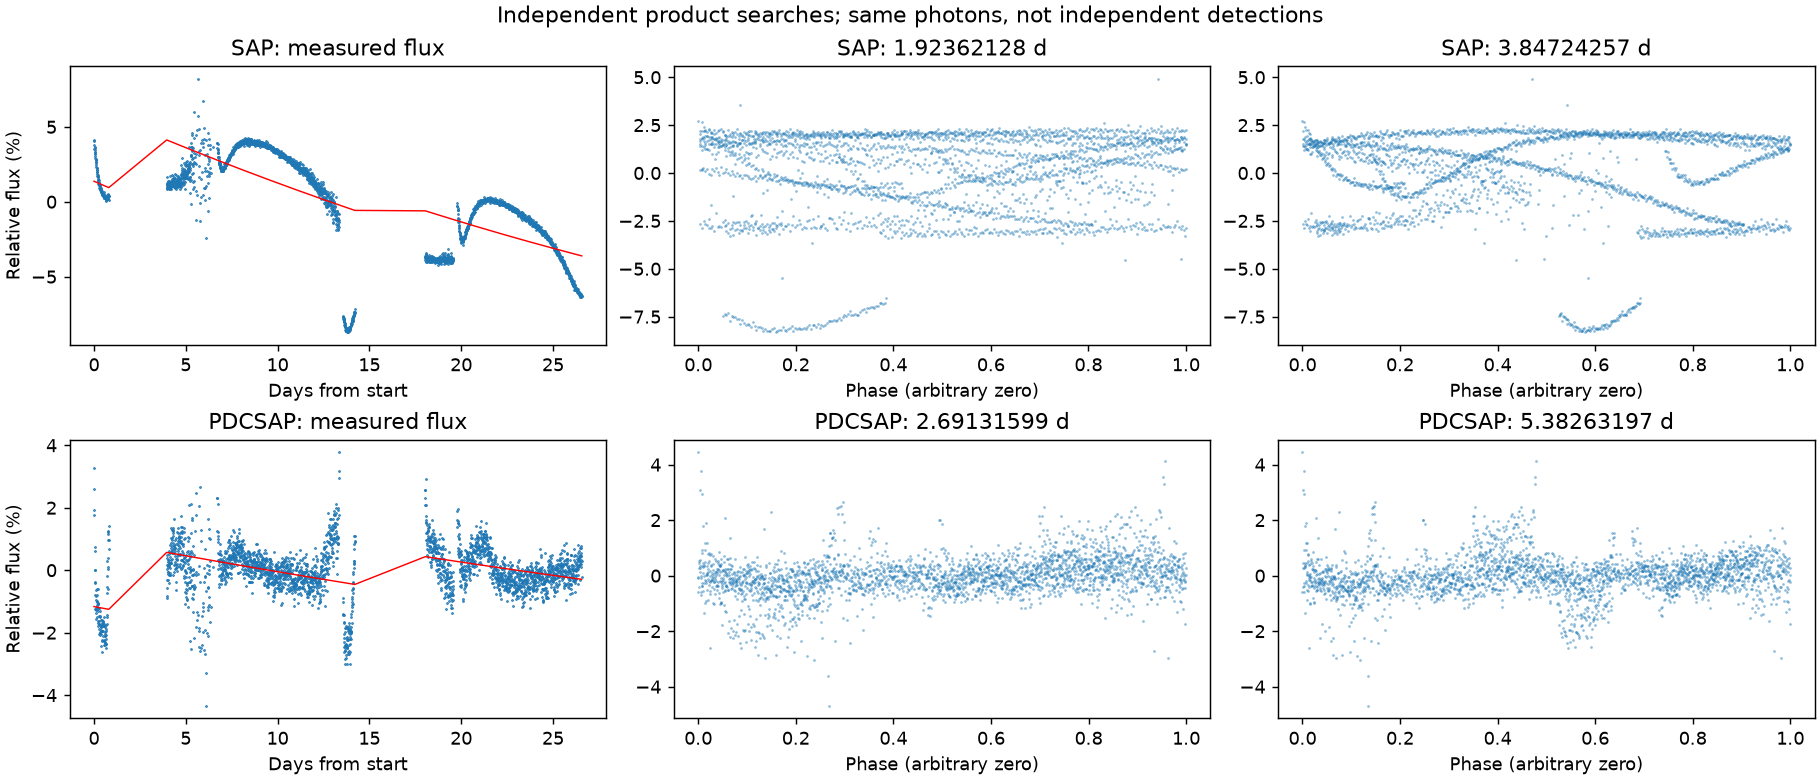 Independent product searches; same photons, not independent detections
SAP: measured flux
SAP: 1.92362128 d
SAP: 3.84724257 d
Relative flux (%)
5
0
−5
0 5 10 15 20 25
Days from start
5.0
2.5
0.0
−2.5
−5.0
−7.5
0.0 0.2 0.4 0.6 0.8 1.0
Phase (arbitrary zero)
5.0
2.5
0.0
−2.5
−5.0
−7.5
0.0 0.2 0.4 0.6 0.8 1.0
Phase (arbitrary zero)
PDCSAP: measured flux
PDCSAP: 2.69131599 d
PDCSAP: 5.38263197 d
Relative flux (%)
4
2
0
−2
−4
0 5 10 15 20 25
Days from start
4
2
0
−2
−4
0.0 0.2 0.4 0.6 0.8 1.0
Phase (arbitrary zero)
4
2
0
−2
−4
0.0 0.2 0.4 0.6 0.8 1.0
Phase (arbitrary zero)